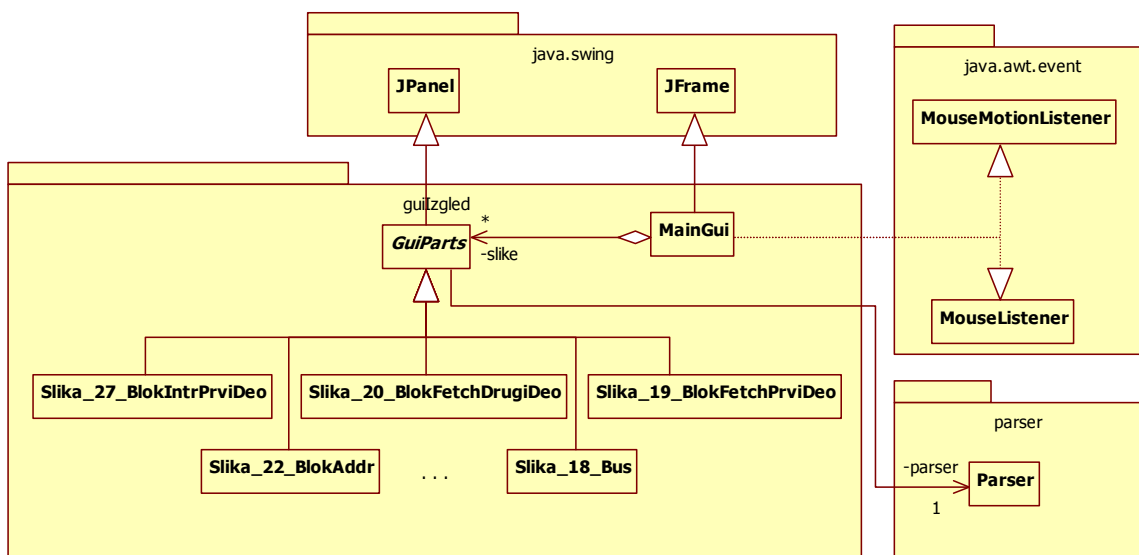 java.swing
JPanel
JFrame
java.awt.event
MouseMotionListener
MouseListener
guiIzgled
GuiParts
*
-slike
MainGui
Slika_27_BlokIntrPrviDeo
Slika_20_BlokFetchDrugiDeo
Slika_19_BlokFetchPrviDeo
Slika_22_BlokAddr
. . .
Slika_18_Bus
parser
-parser
1
Parser